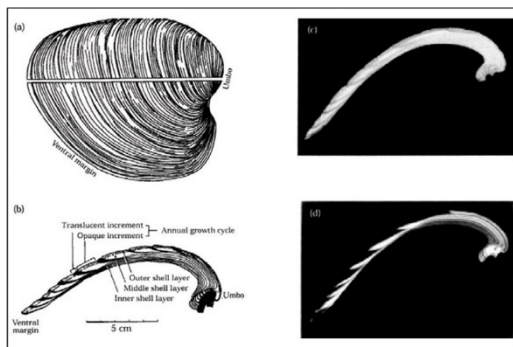 (a)
Umbo
Ventral margin
(b)
Translucent increment
Opaque increment
Annual growth cycle
Outer shell layer
Middle shell layer
Inner shell layer
Umbo
Ventral
margin
5 cm
(c)
(d)